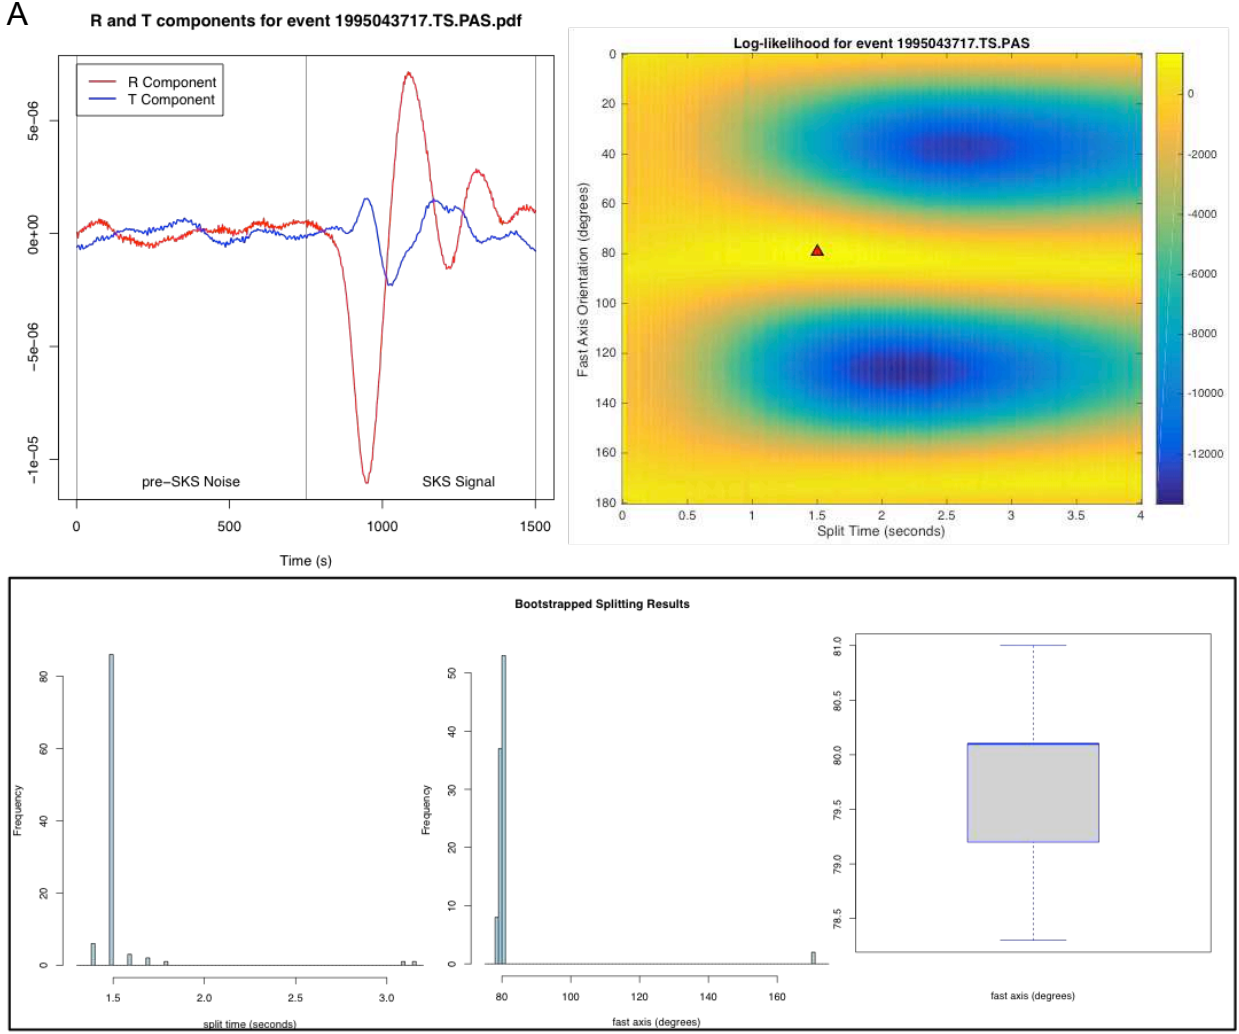 A
R and T components for event 1995043717.TS.PAS.pdf
R Component
T Component
5e−06
0e+00
−5e−06
−1e−05
pre−SKS Noise
SKS Signal
0 500 1000 1500
Time (s)
Log-likelihood for event 1995043717.TS.PAS
Fast Axis Orientation (degrees)
0
20
40
60
80
100
120
140
160
180
0 0.5 1 1.5 2 2.5 3 3.5 4
Split Time (seconds)
0
-2000
-4000
-6000
-8000
-10000
-12000
Bootstrapped Splitting Results
Frequency
80
60
40
20
0
1.5 2.0 2.5 3.0
split time (seconds)
Frequency
50
40
30
20
10
0
80 100 120 140 160
fast axis (degrees)
81.0
80.5
80.0
79.5
79.0
78.5
fast axis (degrees)